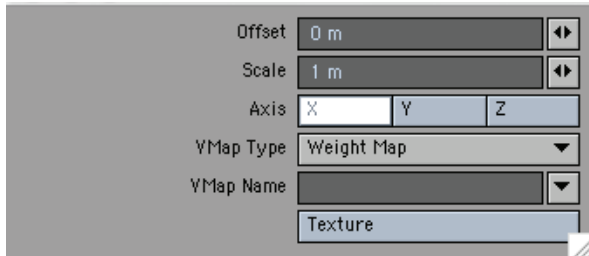 Offset 0 m
Scale 1 m
Axis X Y Z
VMap Type Weight Map
VMap Name
Texture